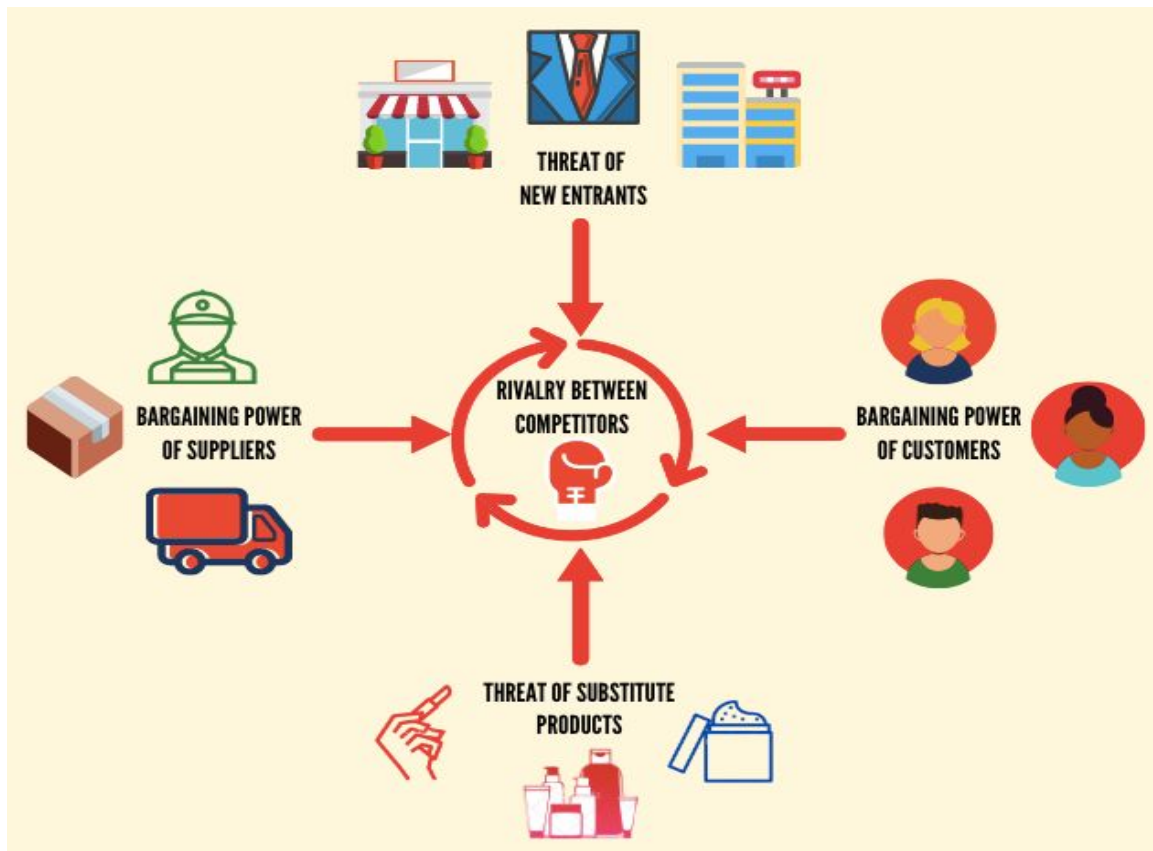 THREAT OF
NEW ENTRANTS
RIVALRY BETWEEN
COMPETITORS
BARGAINING POWER
OF SUPPLIERS
BARGAINING POWER
OF CUSTOMERS
THREAT OF SUBSTITUTE
PRODUCTS